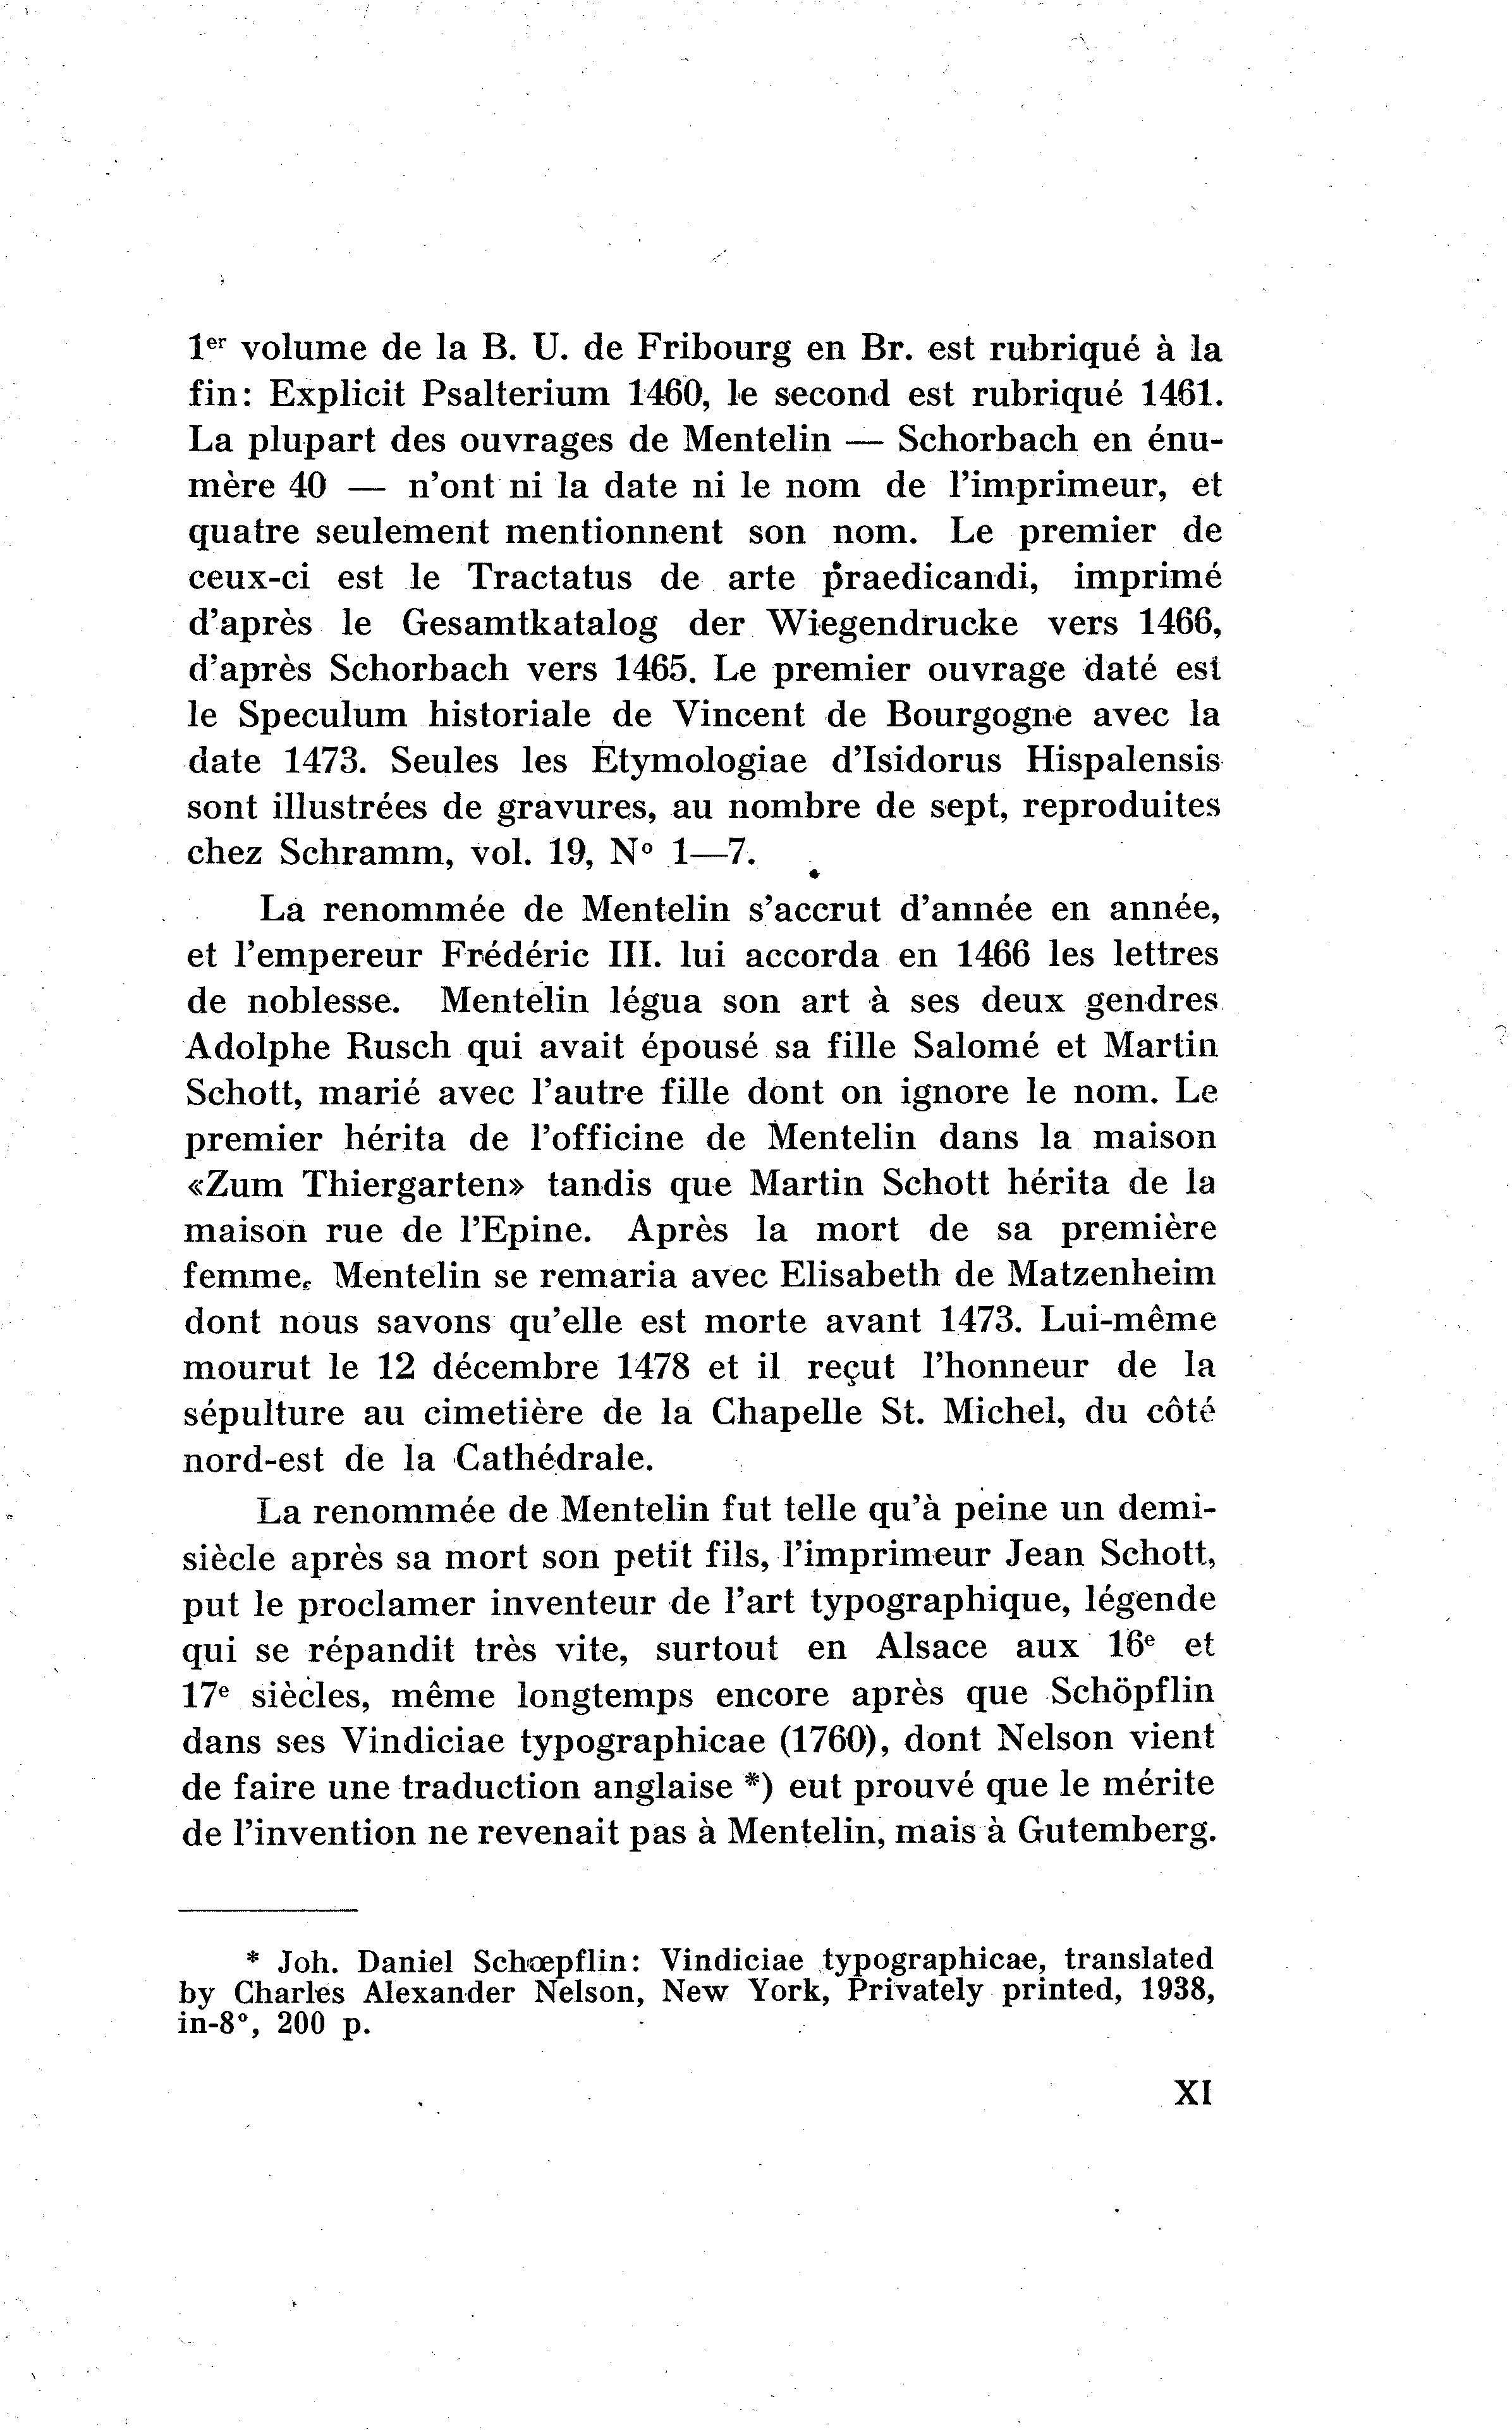 1er volume de la B. U. de Fribourg en Br. est rubriqué à la
fin: Explicit Psalterium 1460, le second est rubriqué 1461.
La plupart des ouvrages de Mentelin — Schorbach en énu-
mère 40 — n'ont ni la date ni le nom de l'imprimeur, et
quatre seulement mentionnent son nom. Le premier de
ceux-ci est le Tractatus de arte praedicandi, imprimé
d'après le Gesamtkatalog der Wiegendrucke vers 1466,
d'après Schorbach vers 1465. Le premier ouvrage daté est
le Speculum historiale de Vincent de Bourgogne avec la
date 1473. Seules les Etymologiae d'Isidorus Hispalensis
sont illustrées de gravures, au nombre de sept, reproduites
chez Schramm, vol. 19, No 1—7.
La renommée de Mentelin s'accrut d'année en année,
et l'empereur Frédéric III. lui accorda en 1466 les lettres
de noblesse. Mentelin légua son art à ses deux gendres
Adolphe Rusch qui avait épousé sa fille Salomé et Martin
Schott, marié avec l'autre fille dont on ignore le nom. Le
premier hérita de l'officine de Mentelin dans la maison
«Zum Thiergarten» tandis que Martin Schott hérita de la
maison rue de l'Epine. Après la mort de sa première
femme, Mentelin se remaria avec Elisabeth de Matzenheim
dont nous savons qu'elle est morte avant 1473. Lui-même
mourut le 12 décembre 1478 et il reçut l'honneur de la
sépulture au cimetière de la Chapelle St. Michel, du côté
nord-est de la Cathédrale.
La renommée de Mentelin fut telle qu'à peine un demi-
siècle après sa mort son petit fils, l'imprimeur Jean Schott,
put le proclamer inventeur de l'art typographique, légende
qui se répandit très vite, surtout en Alsace aux 16e et
17e siècles, même longtemps encore après que Schöpflin
dans ses Vindiciae typographicae (1760), dont Nelson vient
de faire une traduction anglaise *) eut prouvé que le mérite
de l'invention ne revenait pas à Mentelin, mais à Gutemberg.
* Joh. Daniel Schœpflin: Vindiciae typographicae, translated
by Charles Alexander Nelson, New York, Privately printed, 1938,
in-8°, 200 p.
XI